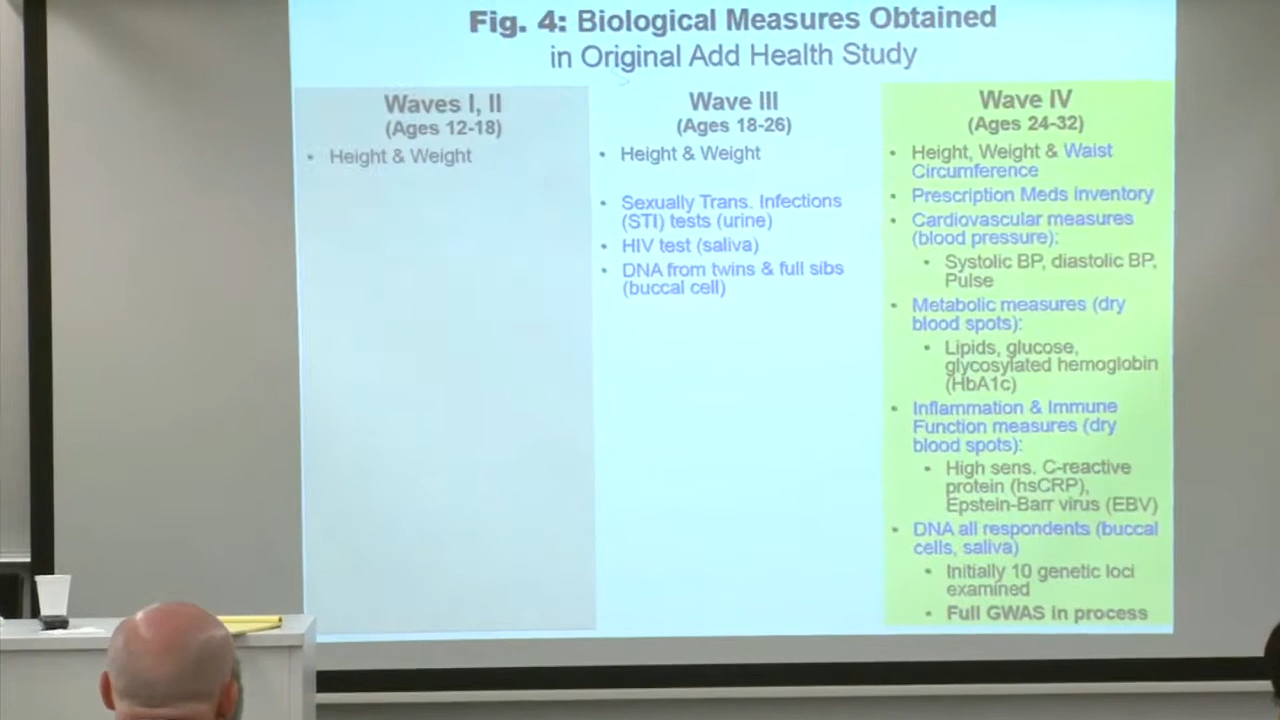 Fig. 4: Biological Measures Obtained
in Original Add Health Study
Waves I, II
(Ages 12-18)
• Height & Weight
Wave III
(Ages 18-26)
• Height & Weight
• Sexually Trans. Infections
(STI) tests (urine)
• HIV test (saliva)
• DNA from twins & full sibs
(buccal cell)
Wave IV
(Ages 24-32)
• Height, Weight & Waist
Circumference
• Prescription Meds Inventory
• Cardiovascular measures
(blood pressure):
• Systolic BP, diastolic BP,
Pulse
• Metabolic measures (dry
blood spots):
• Lipids, glucose,
glycosylated hemoglobin
(HbA1c)
• Inflammation & Immune
Function measures (dry
blood spots):
• High sens. C-reactive
protein (hsCRP),
Epstein-Barr virus (EBV)
• DNA all respondents (buccal
cells, saliva)
• Initially 10 genetic loci
examined
• Full GWAS in process